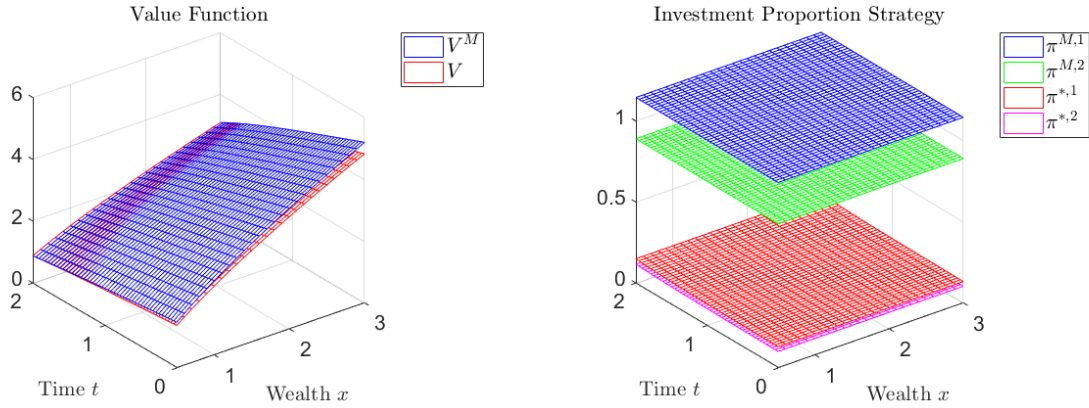 Value Function
V^M
V
6
4
2
0
2
1
0
1
2
3
Time t
Wealth x
Investment Proportion Strategy
π^{M,1}
π^{M,2}
π^{*,1}
π^{*,2}
1
0.5
0
2
1
0
1
2
3
Time t
Wealth x